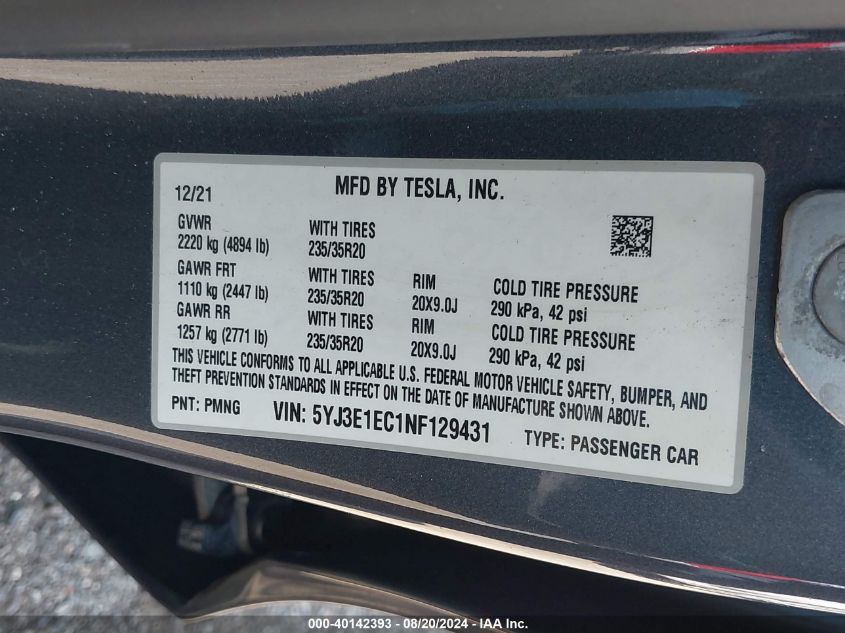 12/21 MFD BY TESLA, INC.
GVWR WITH TIRES
2220 kg (4894 lb) 235/35R20
GAWR FRT WITH TIRES RIM COLD TIRE PRESSURE
1110 kg (2447 lb) 235/35R20 20X9.0J 290 kPa, 42 psi
GAWR RR WITH TIRES RIM COLD TIRE PRESSURE
1257 kg (2771 lb) 235/35R20 20X9.0J 290 kPa, 42 psi
THIS VEHICLE CONFORMS TO ALL APPLICABLE U.S. FEDERAL MOTOR VEHICLE SAFETY, BUMPER, AND
THEFT PREVENTION STANDARDS IN EFFECT ON THE DATE OF MANUFACTURE SHOWN ABOVE.
PNT: PMNG VIN: 5YJ3E1EC1NF129431 TYPE: PASSENGER CAR
000-40142393 - 08/20/2024 - IAAI Inc.